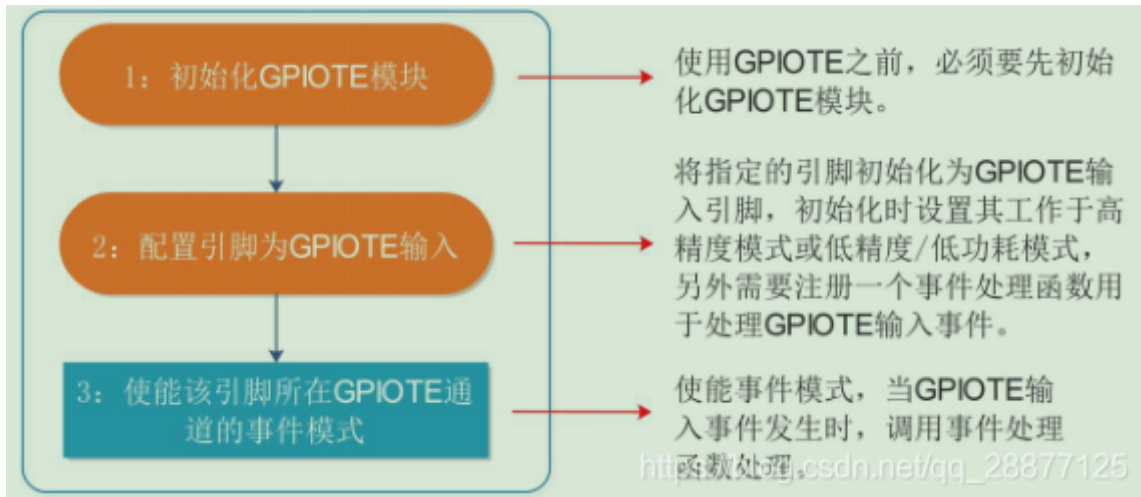 1：初始化GPIOTE模块
使用GPIOTE之前，必须要先初始
化GPIOTE模块。
2：配置引脚为GPIOTE输入
将指定的引脚初始化为GPIOTE输
入引脚，初始化时设置其工作于高
精度模式或低精度/低功耗模式，
另外需要注册一个事件处理函数用
于处理GPIOTE输入事件。
3：使能该引脚所在GPIOTE通
道的事件模式
使能事件模式，当GPIOTE输
入事件发生时，调用事件处理
函数处理。
https://blog.csdn.net/qq_28877125